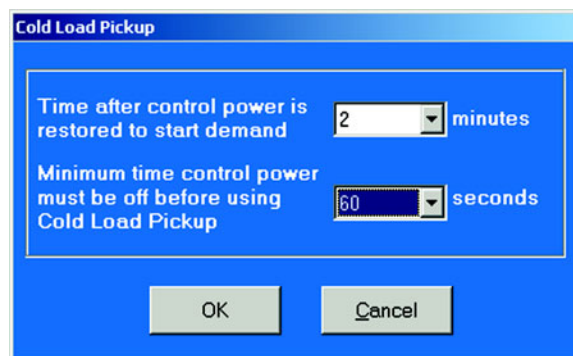 Cold Load Pickup
Time after control power is
restored to start demand
2
minutes
Minimum time control power
must be off before using
Cold Load Pickup
60
seconds
OK
Cancel